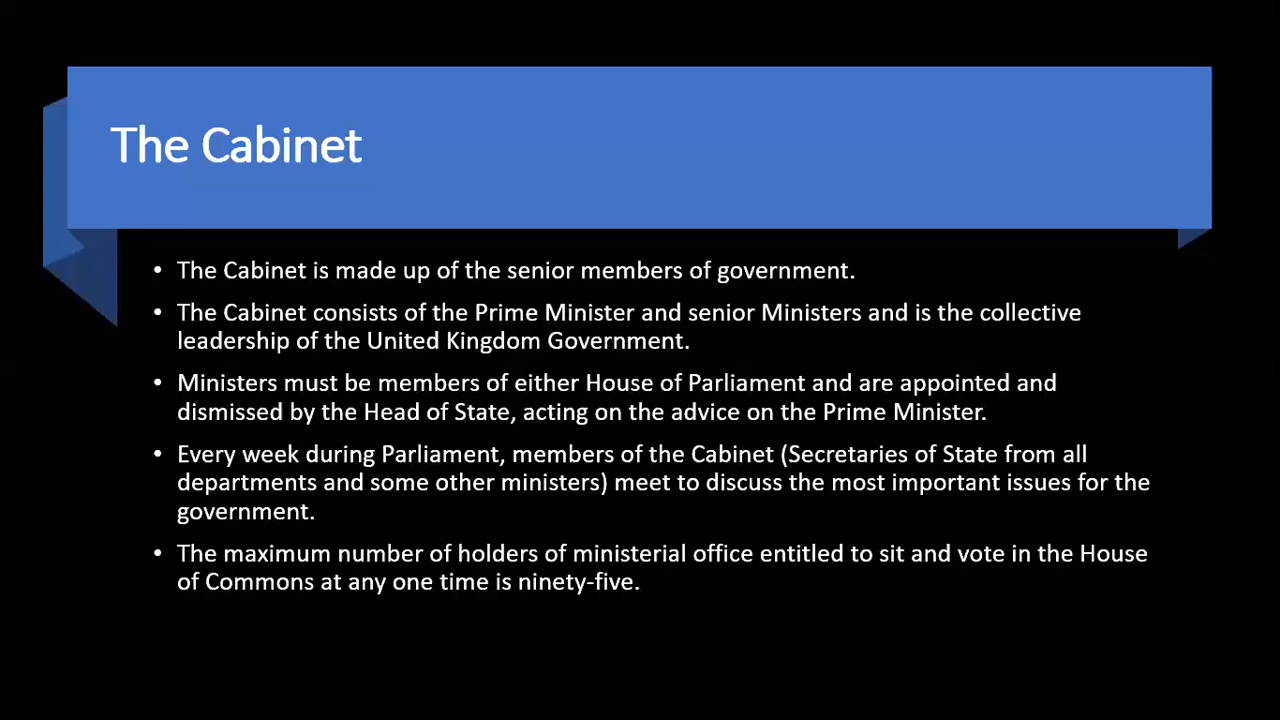 The Cabinet
• The Cabinet is made up of the senior members of government.
• The Cabinet consists of the Prime Minister and senior Ministers and is the collective
leadership of the United Kingdom Government.
• Ministers must be members of either House of Parliament and are appointed and
dismissed by the Head of State, acting on the advice on the Prime Minister.
• Every week during Parliament, members of the Cabinet (Secretaries of State from all
departments and some other ministers) meet to discuss the most important issues for the
government.
• The maximum number of holders of ministerial office entitled to sit and vote in the House
of Commons at any one time is ninety-five.